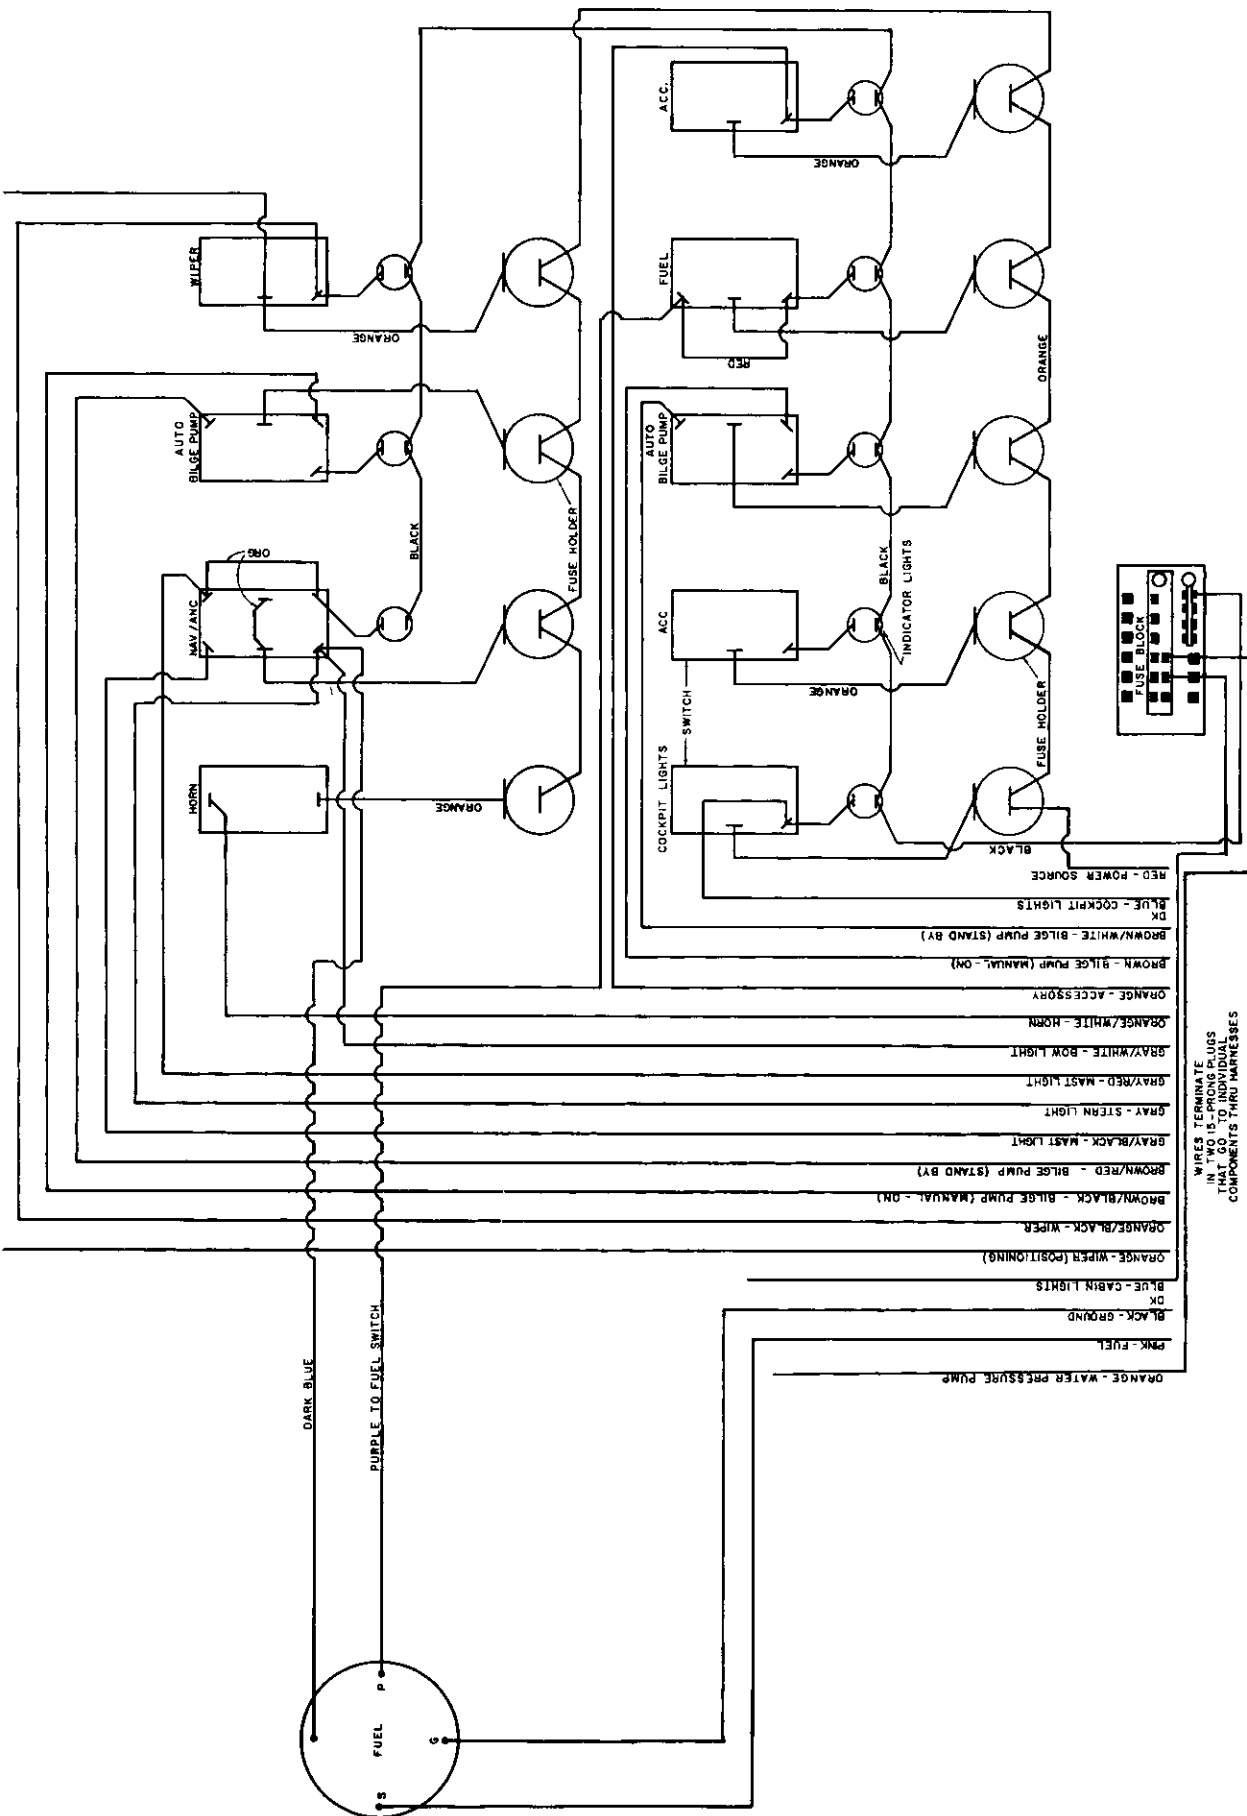 ACC.
ORANGE
WIPER
ORANGE
FUEL
RED
ORANGE
AUTO
BILGE PUMP
AUTO
BILGE PUMP
FUSE HOLDER
BLACK
ORG
NAV/ANC
ACC
ORANGE
BLACK
INDICATOR LIGHTS
SWITCH
FUSE HOLDER
FUSE BLOCK
HORN
ORANGE
COCKPIT LIGHTS
BLACK
RED - POWER SOURCE
DK
BLUE - COCKPIT LIGHTS
BROWN/WHITE - BILGE PUMP (STAND BY)
BROWN - BILGE PUMP (MANUAL - ON)
ORANGE - ACCESSORY
ORANGE/WHITE - HORN
GRAY/WHITE - BOW LIGHT
GRAY/RED - MAST LIGHT
GRAY - STERN LIGHT
GRAY/BLACK - MAST LIGHT
BROWN/RED - BILGE PUMP (STAND BY)
BROWN/BLACK - BILGE PUMP (MANUAL - ON)
ORANGE/BLACK - WIPER
ORANGE - WIPER (POSITIONING)
DK
BLUE - CABIN LIGHTS
BLACK - GROUND
PINK - FUEL
ORANGE - WATER PRESSURE PUMP
WIRES TERMINATE
IN TWO 15-PRONG PLUGS
THAT GO TO INDIVIDUAL
COMPONENTS THRU HARNESSES
DARK BLUE
PURPLE TO FUEL SWITCH
P
FUEL
G
S